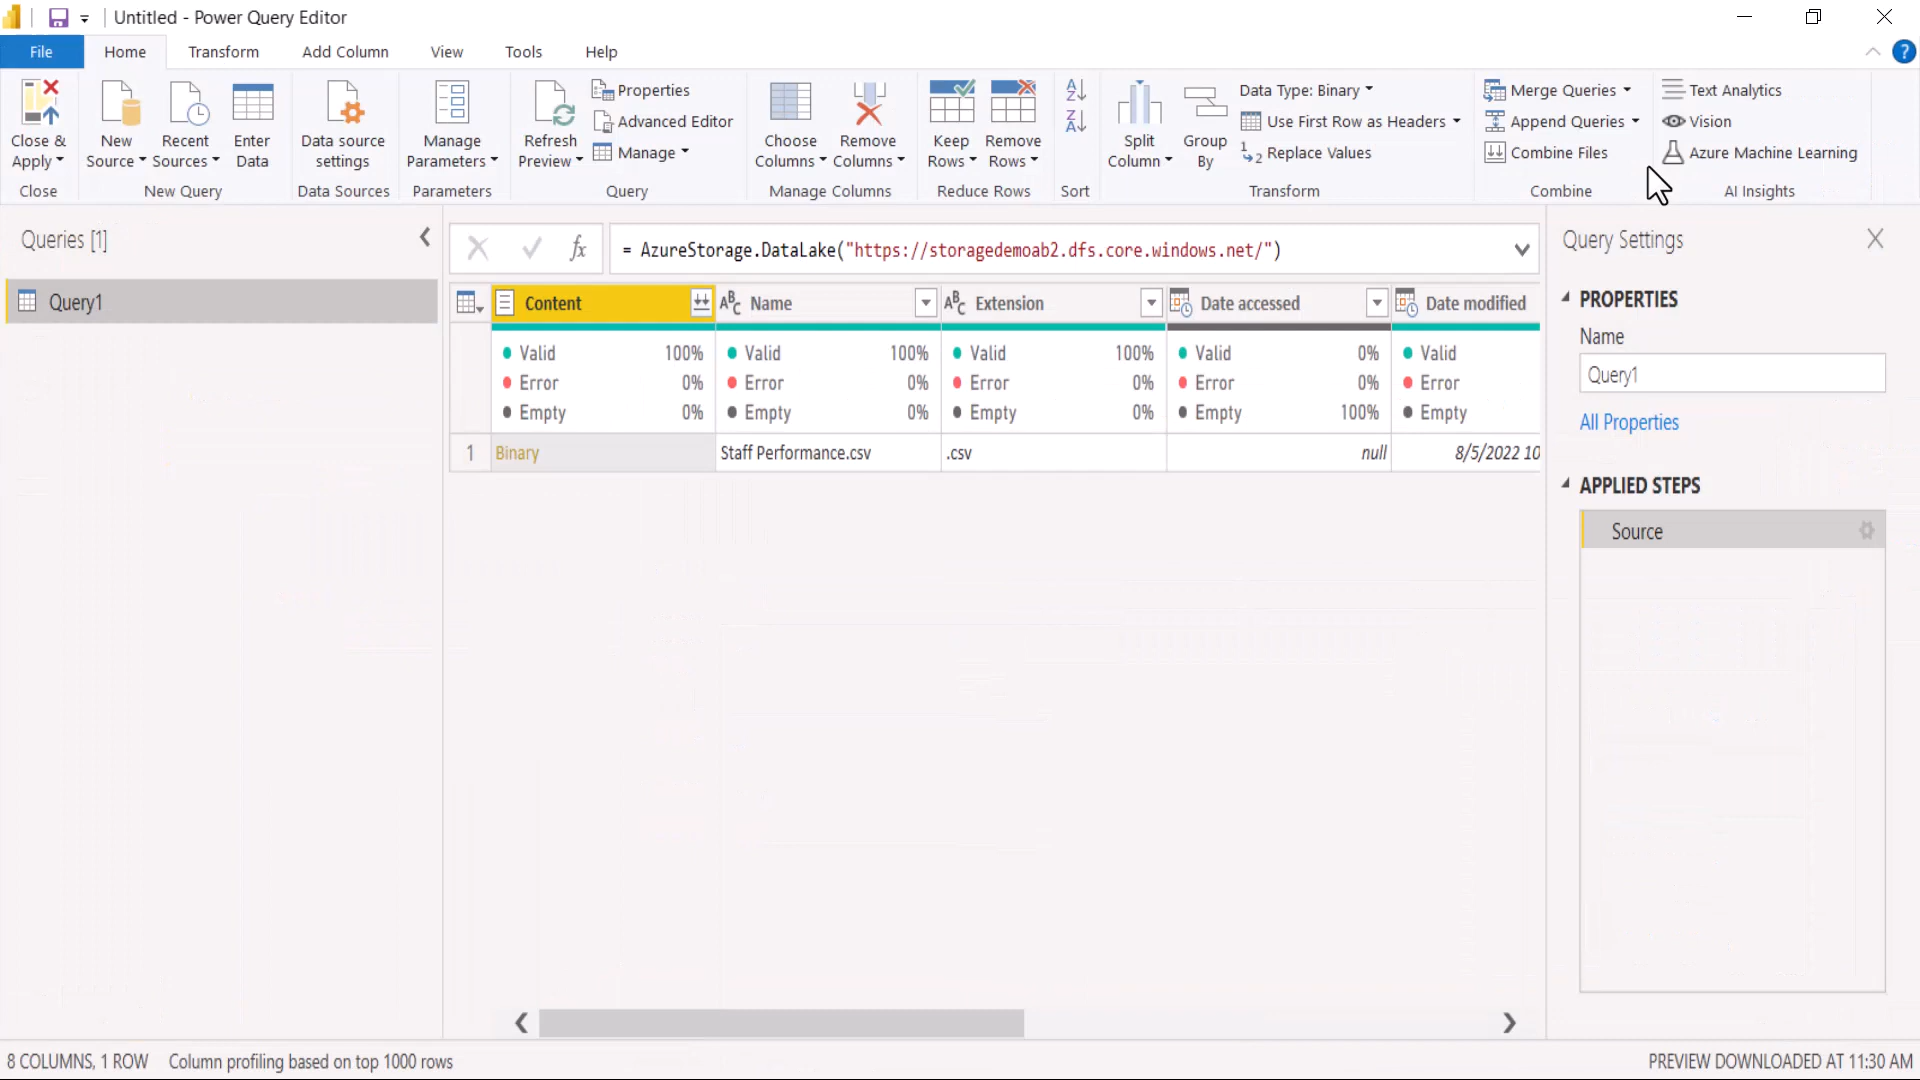 Untitled - Power Query Editor
File Home Transform Add Column View Tools Help
Close & Apply
New Source
Recent Sources
Enter Data
Data source settings
Manage Parameters
Refresh Preview
Properties
Advanced Editor
Manage
Choose Columns
Remove Columns
Keep Rows
Remove Rows
Split Column
Group By
Data Type: Binary
Use First Row as Headers
Replace Values
Merge Queries
Append Queries
Combine Files
Text Analytics
Vision
Azure Machine Learning
Close New Query Data Sources Parameters Query Manage Columns Reduce Rows Sort Transform Combine AI Insights
Queries [1]
Query1
= AzureStorage.DataLake("https://storagedemoab2.dfs.core.windows.net/")
Content Name Extension Date accessed Date modified
Valid 100% Valid 100% Valid 100% Valid 0% Valid
Error 0% Error 0% Error 0% Error 0% Error
Empty 0% Empty 0% Empty 0% Empty 100% Empty
1 Binary Staff Performance.csv .csv null 8/5/2022 10
Query Settings
PROPERTIES
Name
Query1
All Properties
APPLIED STEPS
Source
8 COLUMNS, 1 ROW Column profiling based on top 1000 rows
PREVIEW DOWNLOADED AT 11:30 AM